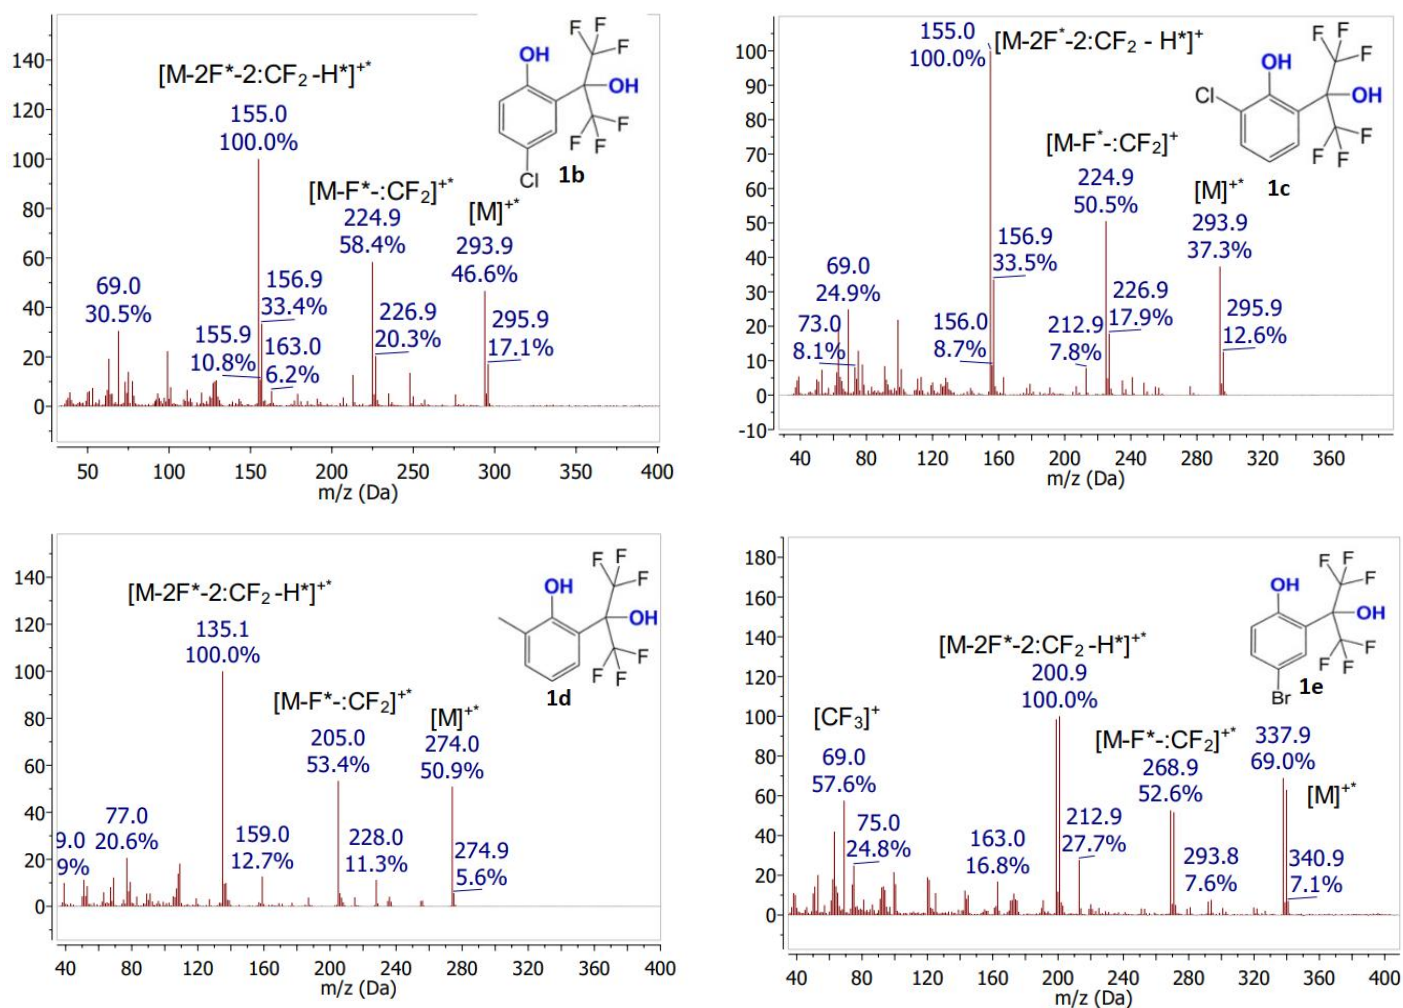 [M-2F*-2:CF₂ -H*]⁺*
155.0
100.0%
[M-F*-:CF₂]⁺*
224.9
58.4%
[M]⁺*
293.9
46.6%
69.0
30.5%
156.9
33.4%
155.9
10.8%
163.0
6.2%
226.9
20.3%
295.9
17.1%
OH
F F
F
OH
F
F F
Cl
1b
140
120
100
80
60
40
20
0
50 100 150 200 250 300 350 400
m/z (Da)
155.0
100.0%
[M-2F*-2:CF₂ - H*]⁺
[M-F*-:CF₂]⁺
224.9
50.5%
[M]⁺*
293.9
37.3%
69.0
24.9%
73.0
8.1%
156.9
33.5%
156.0
8.7%
212.9
7.8%
226.9
17.9%
295.9
12.6%
Cl
OH
F F
F
OH
F
F F
1c
100
90
80
70
60
50
40
30
20
10
0
-10
40 80 120 160 200 240 280 320 360
m/z (Da)
[M-2F*-2:CF₂ -H*]⁺*
135.1
100.0%
[M-F*-:CF₂]⁺*
205.0
53.4%
[M]⁺*
274.0
50.9%
9.0
9%
77.0
20.6%
159.0
12.7%
228.0
11.3%
274.9
5.6%
OH
F F
F
OH
F
F F
1d
140
120
100
80
60
40
20
0
40 80 120 160 200 240 280 320 360 400
m/z (Da)
[M-2F*-2:CF₂ -H*]⁺*
200.9
100.0%
[CF₃]⁺
69.0
57.6%
[M-F*-:CF₂]⁺*
268.9
52.6%
337.9
69.0%
[M]⁺*
75.0
24.8%
163.0
16.8%
212.9
27.7%
293.8
7.6%
340.9
7.1%
OH
F F
F
OH
F
F F
Br
1e
180
160
140
120
100
80
60
40
20
0
40 80 120 160 200 240 280 320 360 400
m/z (Da)